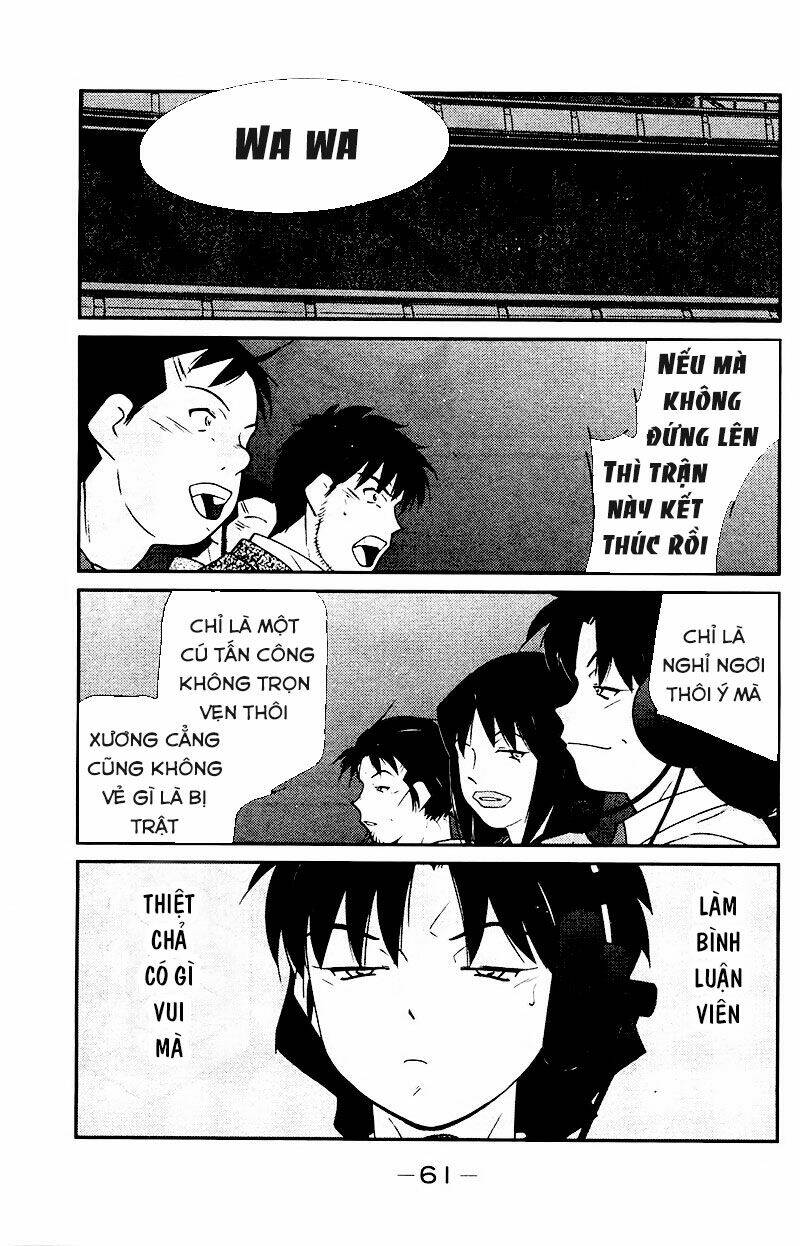 WA WA
NẾU MÀ
KHÔNG
ĐỨNG LÊN
THÌ TRẬN
NÀY KẾT
THÚC RỒI
CHỈ LÀ
NGHỈ NGƠI
THÔI Ý MÀ
CHỈ LÀ MỘT
CÚ TẤN CÔNG
KHÔNG TRỌN
VẸN THÔI
XƯƠNG CẲNG
CŨNG KHÔNG
VẺ GÌ LÀ BỊ
TRẬT
LÀM
BÌNH
LUẬN
VIÊN
THIỆT
CHẢ
CÓ GÌ
VUI
MÀ
—61—